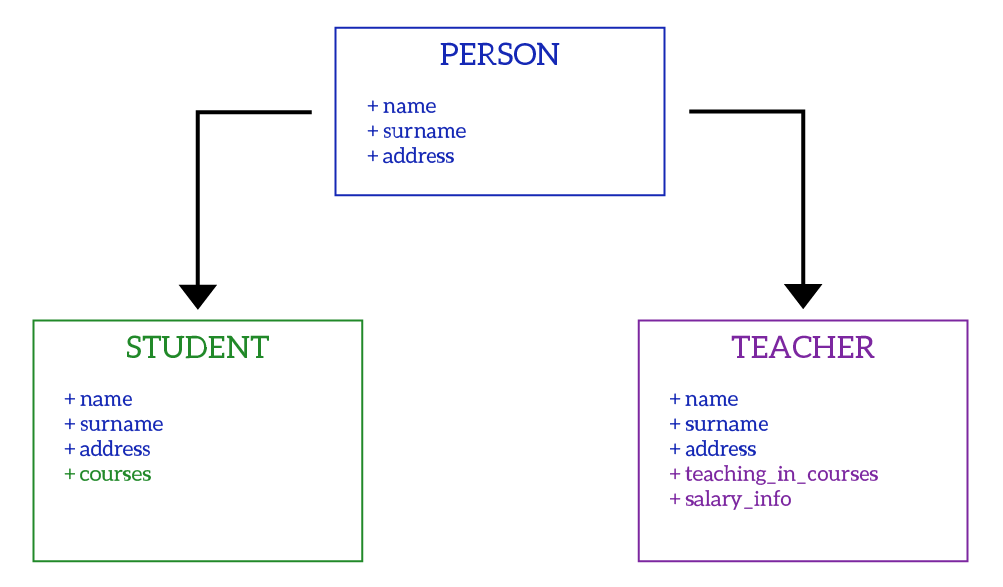 PERSON
+ name
+ surname
+ address
STUDENT
+ name
+ surname
+ address
+ courses
TEACHER
+ name
+ surname
+ address
+ teaching_in_courses
+ salary_info